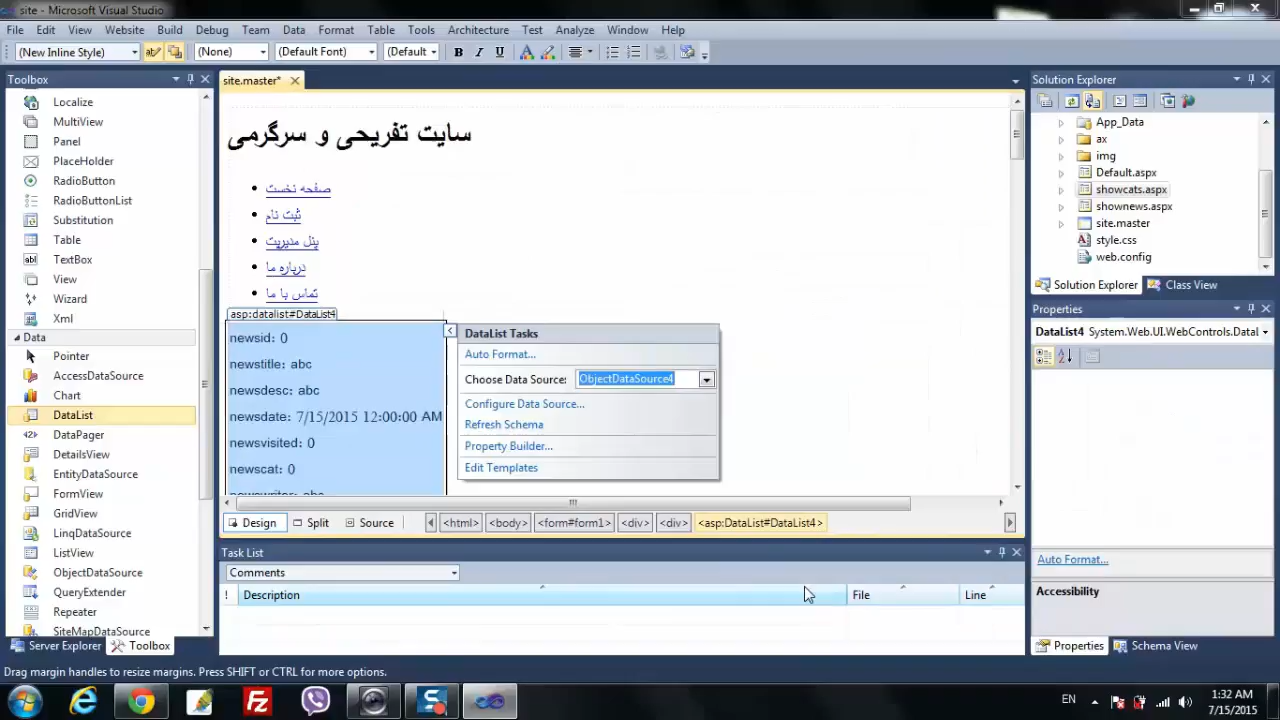 site - Microsoft Visual Studio
File Edit View Website Build Debug Team Data Format Table Tools Architecture Test Analyze Window Help
(New Inline Style) (None) (Default Font) (Default B I U A
Toolbox
Localize
MultiView
Panel
PlaceHolder
RadioButton
RadioButtonList
Substitution
Table
TextBox
View
Wizard
Xml
Data
Pointer
AccessDataSource
Chart
DataList
DataPager
DetailsView
EntityDataSource
FormView
GridView
LinqDataSource
ListView
ObjectDataSource
QueryExtender
Repeater
SiteMapDataSource
Server Explorer Toolbox
site.master*
سایت تفریحی و سرگرمی
صفحه نخست
ثبت نام
پنل مدیریت
درباره ما
تماس با ما
asp:datalist#DataList4
newsid: 0
newstitle: abc
newsdesc: abc
newsdate: 7/15/2015 12:00:00 AM
newsvisited: 0
newscat: 0
newswriter: abc
DataList Tasks
Auto Format...
Choose Data Source: ObjectDataSource4
Configure Data Source...
Refresh Schema
Property Builder...
Edit Templates
Design Split Source <html> <body> <form#form1> <div> <div> <asp:DataList#DataList4>
Task List
Comments
! Description File Line
Solution Explorer
App_Data
ax
img
Default.aspx
showcats.aspx
shownews.aspx
site.master
style.css
web.config
Solution Explorer Class View
Properties
DataList4 System.Web.UI.WebControls.Datal
Auto Format...
Accessibility
Properties Schema View
Drag margin handles to resize margins. Press SHIFT or CTRL for more options.
EN 1:32 AM
7/15/2015